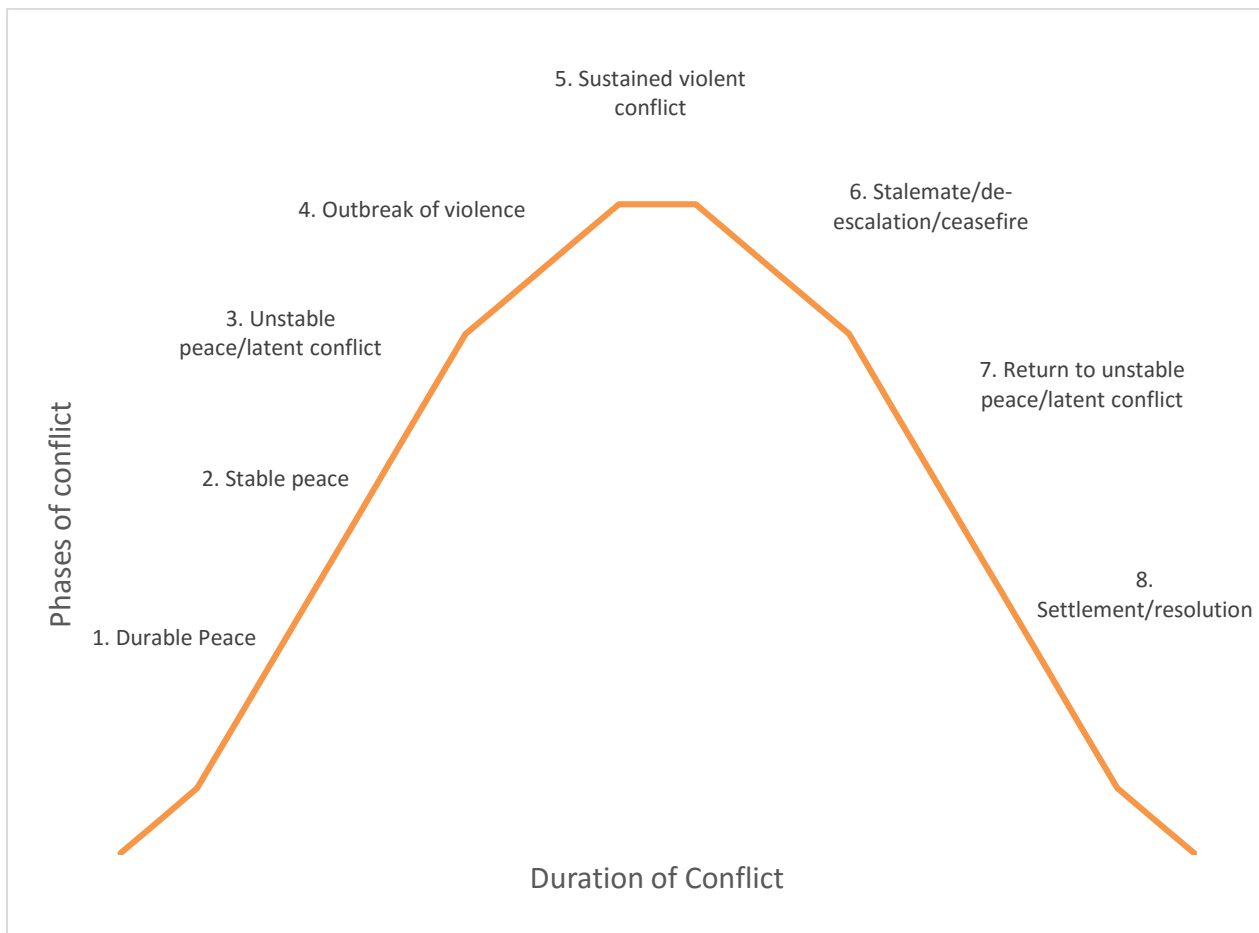 5. Sustained violent
conflict
6. Stalemate/de-
escalation/ceasefire
4. Outbreak of violence
3. Unstable
peace/latent conflict
7. Return to unstable
peace/latent conflict
2. Stable peace
8.
Settlement/resolution
1. Durable Peace
Phases of conflict
Duration of Conflict